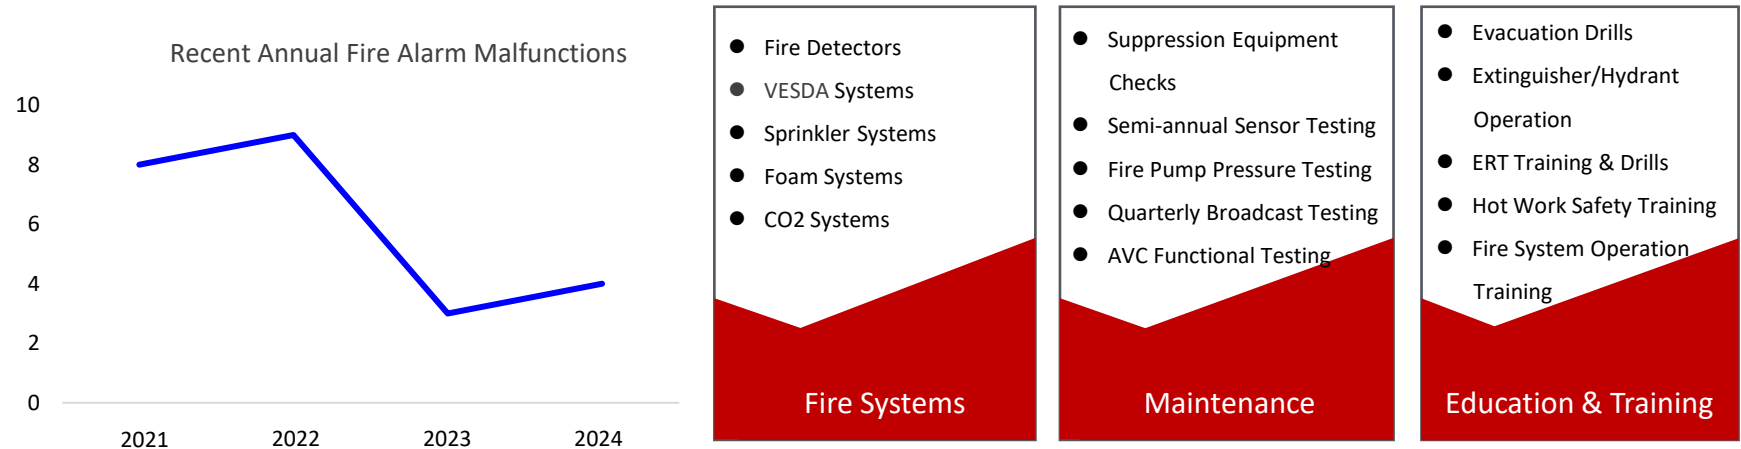 Recent Annual Fire Alarm Malfunctions
10
8
6
4
2
0
2021
2022
2023
2024
● Fire Detectors
● VESDA Systems
● Sprinkler Systems
● Foam Systems
● CO2 Systems
Fire Systems
● Suppression Equipment
Checks
● Semi-annual Sensor Testing
● Fire Pump Pressure Testing
● Quarterly Broadcast Testing
● AVC Functional Testing
Maintenance
● Evacuation Drills
● Extinguisher/Hydrant
Operation
● ERT Training & Drills
● Hot Work Safety Training
● Fire System Operation
Training
Education & Training